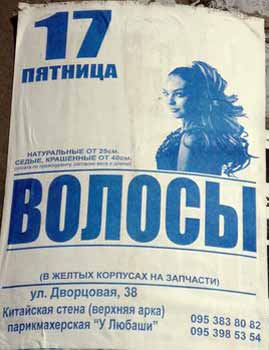 17
ПЯТНИЦА
НАТУРАЛЬНЫЕ ОТ 25см.
СЕДЫЕ, КРАШЕННЫЕ ОТ 40см.
ВОЛОСЫ
(В ЖЕЛТЫХ КОРПУСАХ НА ЗАПЧАСТИ)
ул. Дворцовая, 38
Китайская стена (верхняя арка)
парикмахерская "У Любаши"
095 383 80 82
095 398 53 54